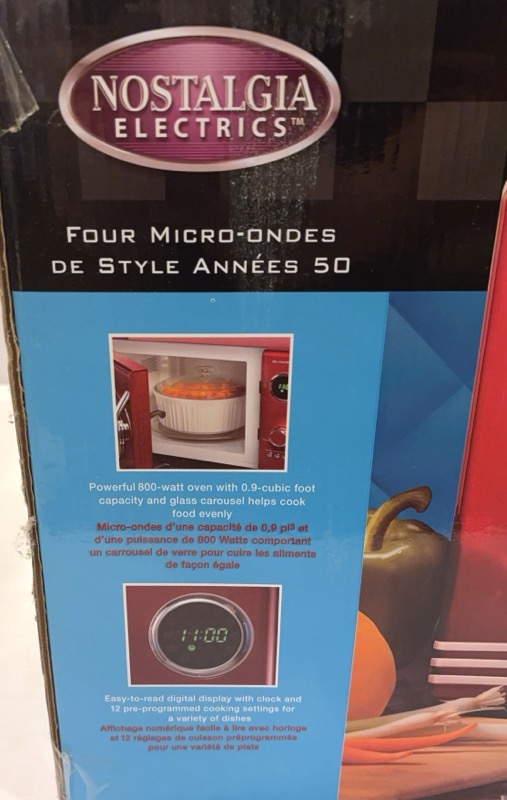 NOSTALGIA
ELECTRICS™
FOUR MICRO-ONDES
DE STYLE ANNÉES 50
Powerful 800-watt oven with 0.9-cubic foot
capacity and glass carousel helps cook
food evenly
Micro-ondes d'une capacité de 0,9 pi³ et
d'une puissance de 800 Watts comportant
un carrousel de verre pour cuire les aliments
de façon égale
11:00
Easy-to-read digital display with clock and
12 pre-programmed cooking settings for
a variety of dishes
Affichage numérique facile à lire avec horloge
et 12 réglages de cuisson préprogrammés
pour une variété de plats